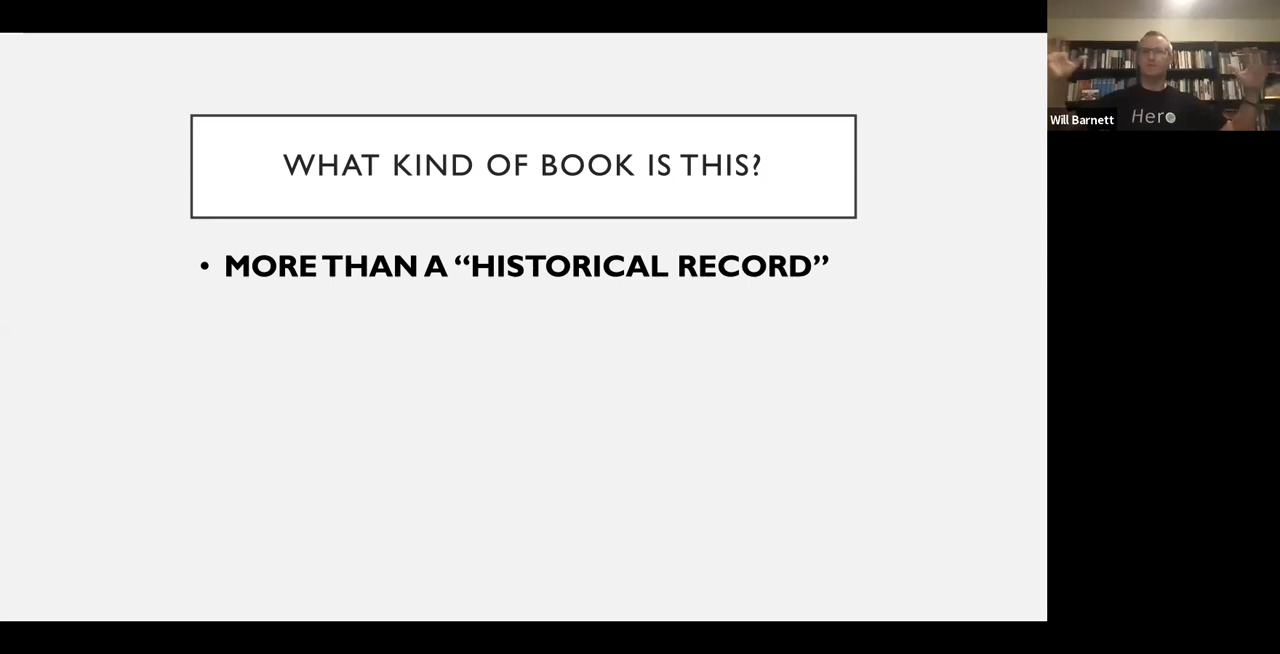 WHAT KIND OF BOOK IS THIS?
• MORE THAN A “HISTORICAL RECORD”
Hero
Will Barnett